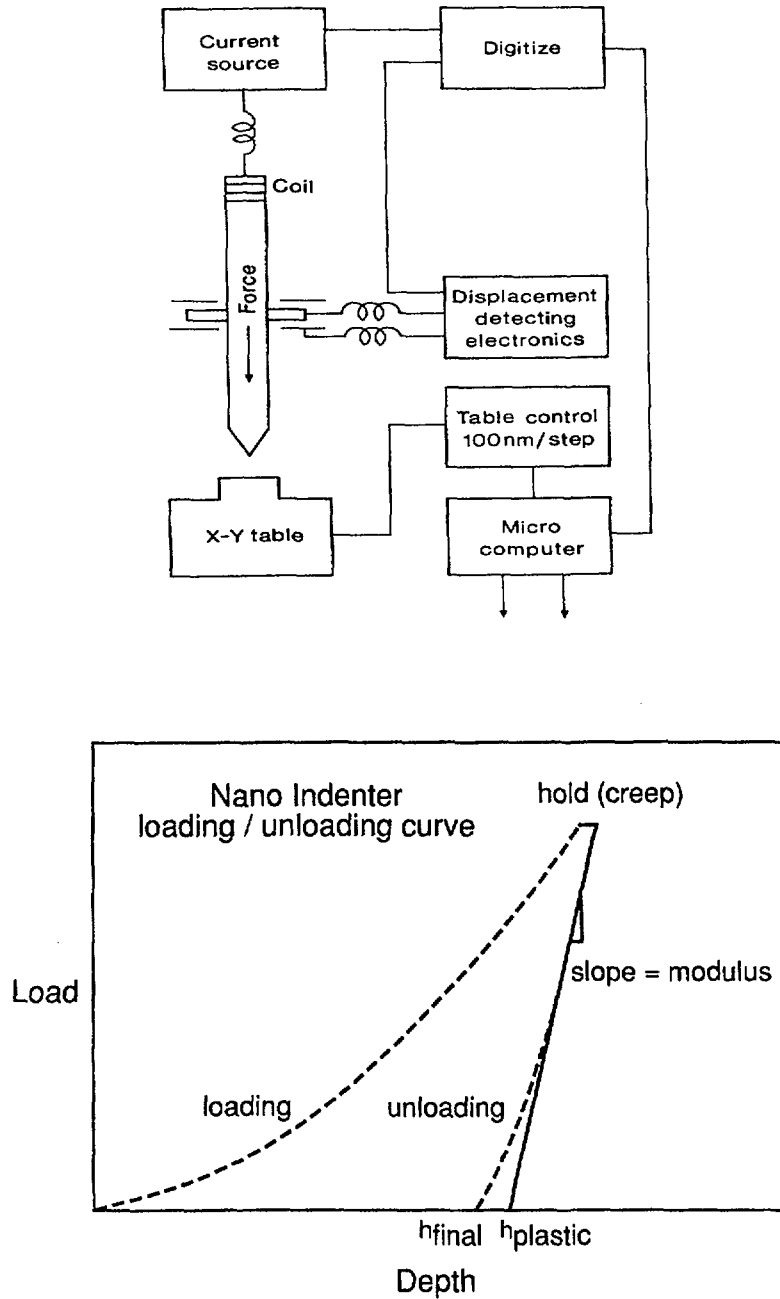 Current
source
Digitize
Coil
Force
Displacement
detecting
electronics
Table control
100nm/step
X-Y table
Micro
computer
Nano Indenter
loading / unloading curve
hold (creep)
slope = modulus
Load
loading
unloading
hfinal
hplastic
Depth